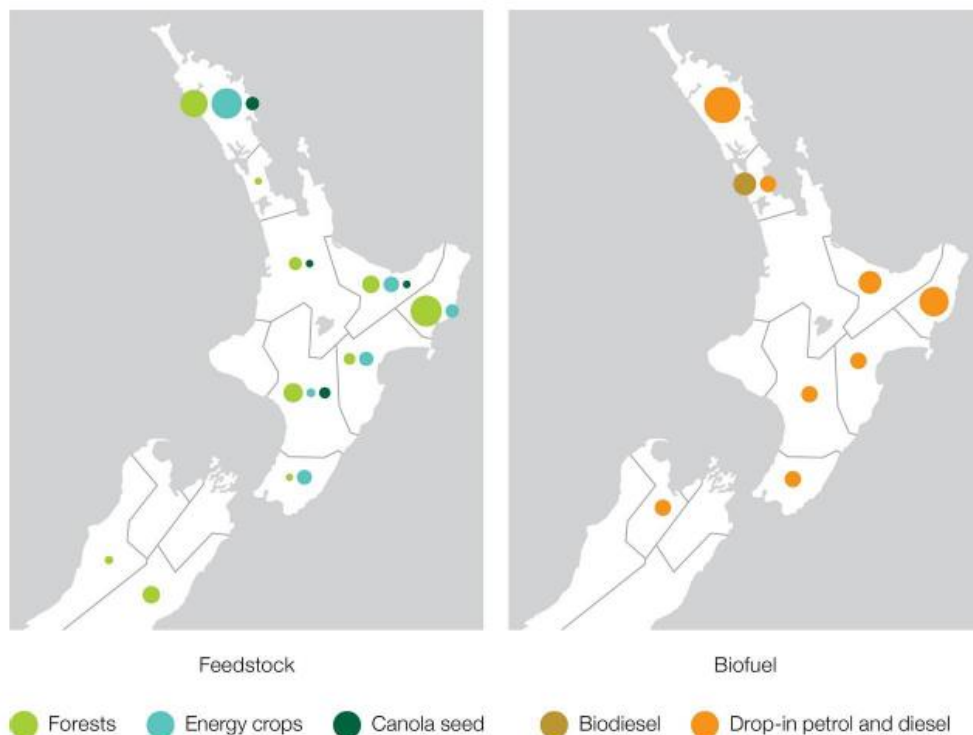 Feedstock
Biofuel
Forests
Energy crops
Canola seed
Biodiesel
Drop-in petrol and diesel